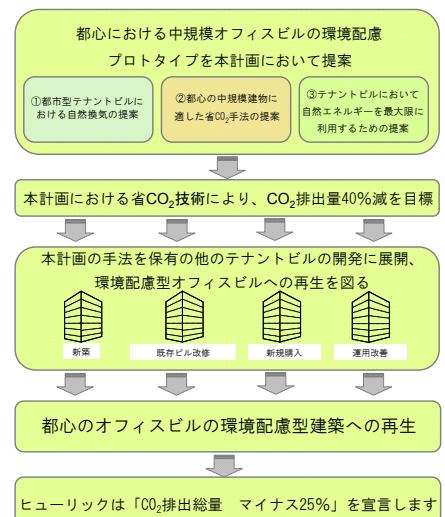 都心における中規模オフィスビルの環境配慮
プロトタイプを本計画において提案
①都市型テナントビルに
おける自然換気の提案
②都心の中規模建物に
適した省CO₂手法の提案
③テナントビルにおいて
自然エネルギーを最大限に
利用するための提案
本計画における省CO₂技術により、CO₂排出量40%減を目標
本計画の手法を保有の他のテナントビルの開発に展開、
環境配慮型オフィスビルへの再生を図る
新築
既存ビル改修
新規購入
運用改善
都心のオフィスビルの環境配慮型建築への再生
ヒューリックは「CO₂排出総量　マイナス25%」を宣言します